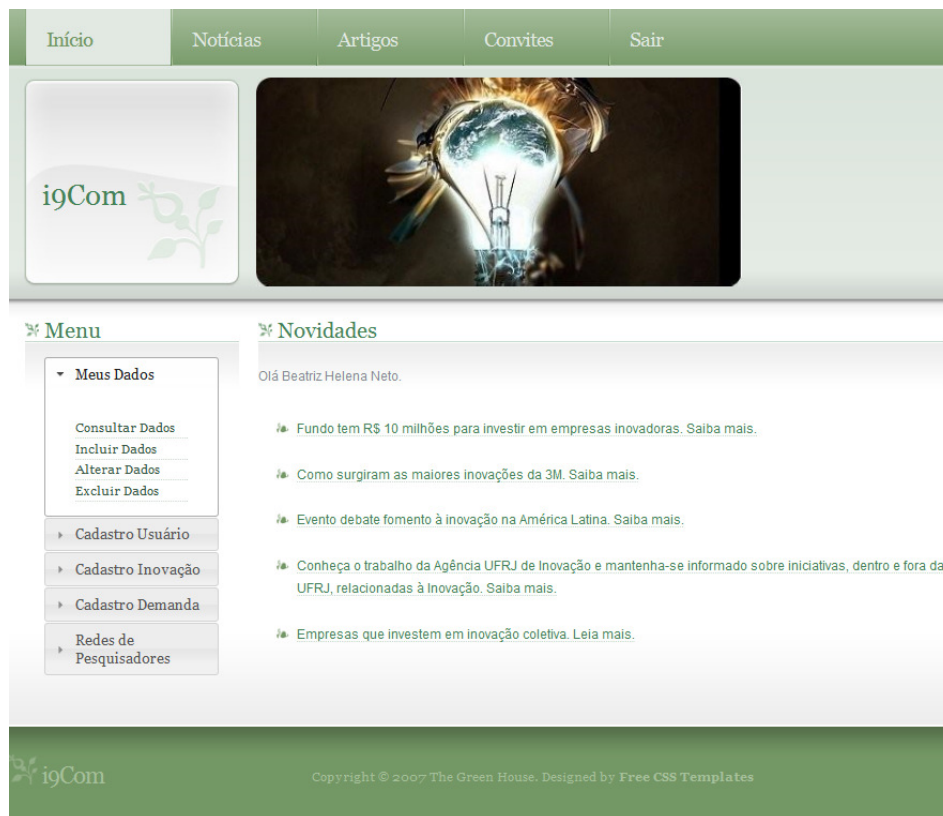 Início Notícias Artigos Convites Sair
i9Com
Menu
Meus Dados
Consultar Dados
Incluir Dados
Alterar Dados
Excluir Dados
Cadastro Usuário
Cadastro Inovação
Cadastro Demanda
Redes de
Pesquisadores
Novidades
Olá Beatriz Helena Neto.
Fundo tem R$ 10 milhões para investir em empresas inovadoras. Saiba mais.
Como surgiram as maiores inovações da 3M. Saiba mais.
Evento debate fomento à inovação na América Latina. Saiba mais.
Conheça o trabalho da Agência UFRJ de Inovação e mantenha-se informado sobre iniciativas, dentro e fora da
UFRJ, relacionadas à Inovação. Saiba mais.
Empresas que investem em inovação coletiva. Leia mais.
i9Com
Copyright © 2007 The Green House. Designed by Free CSS Templates